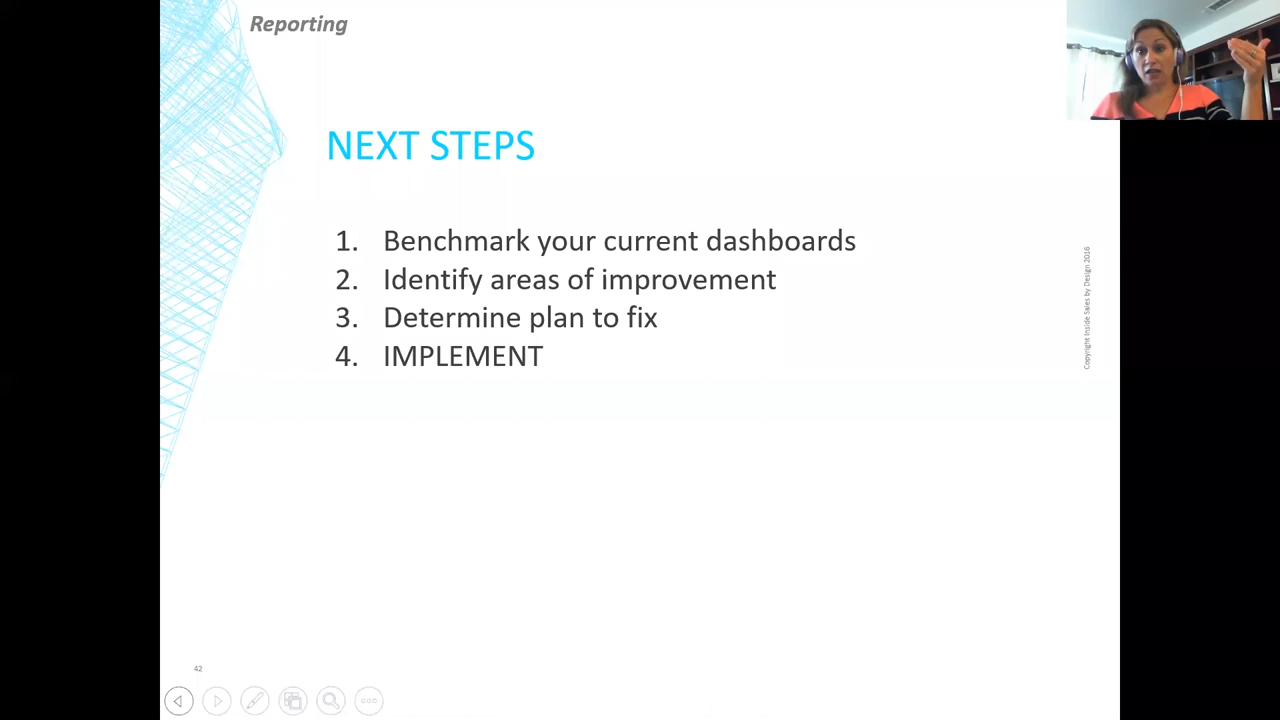 Reporting
NEXT STEPS
1. Benchmark your current dashboards
2. Identify areas of improvement
3. Determine plan to fix
4. IMPLEMENT
Copyright Inside Sales by Design 2016
42